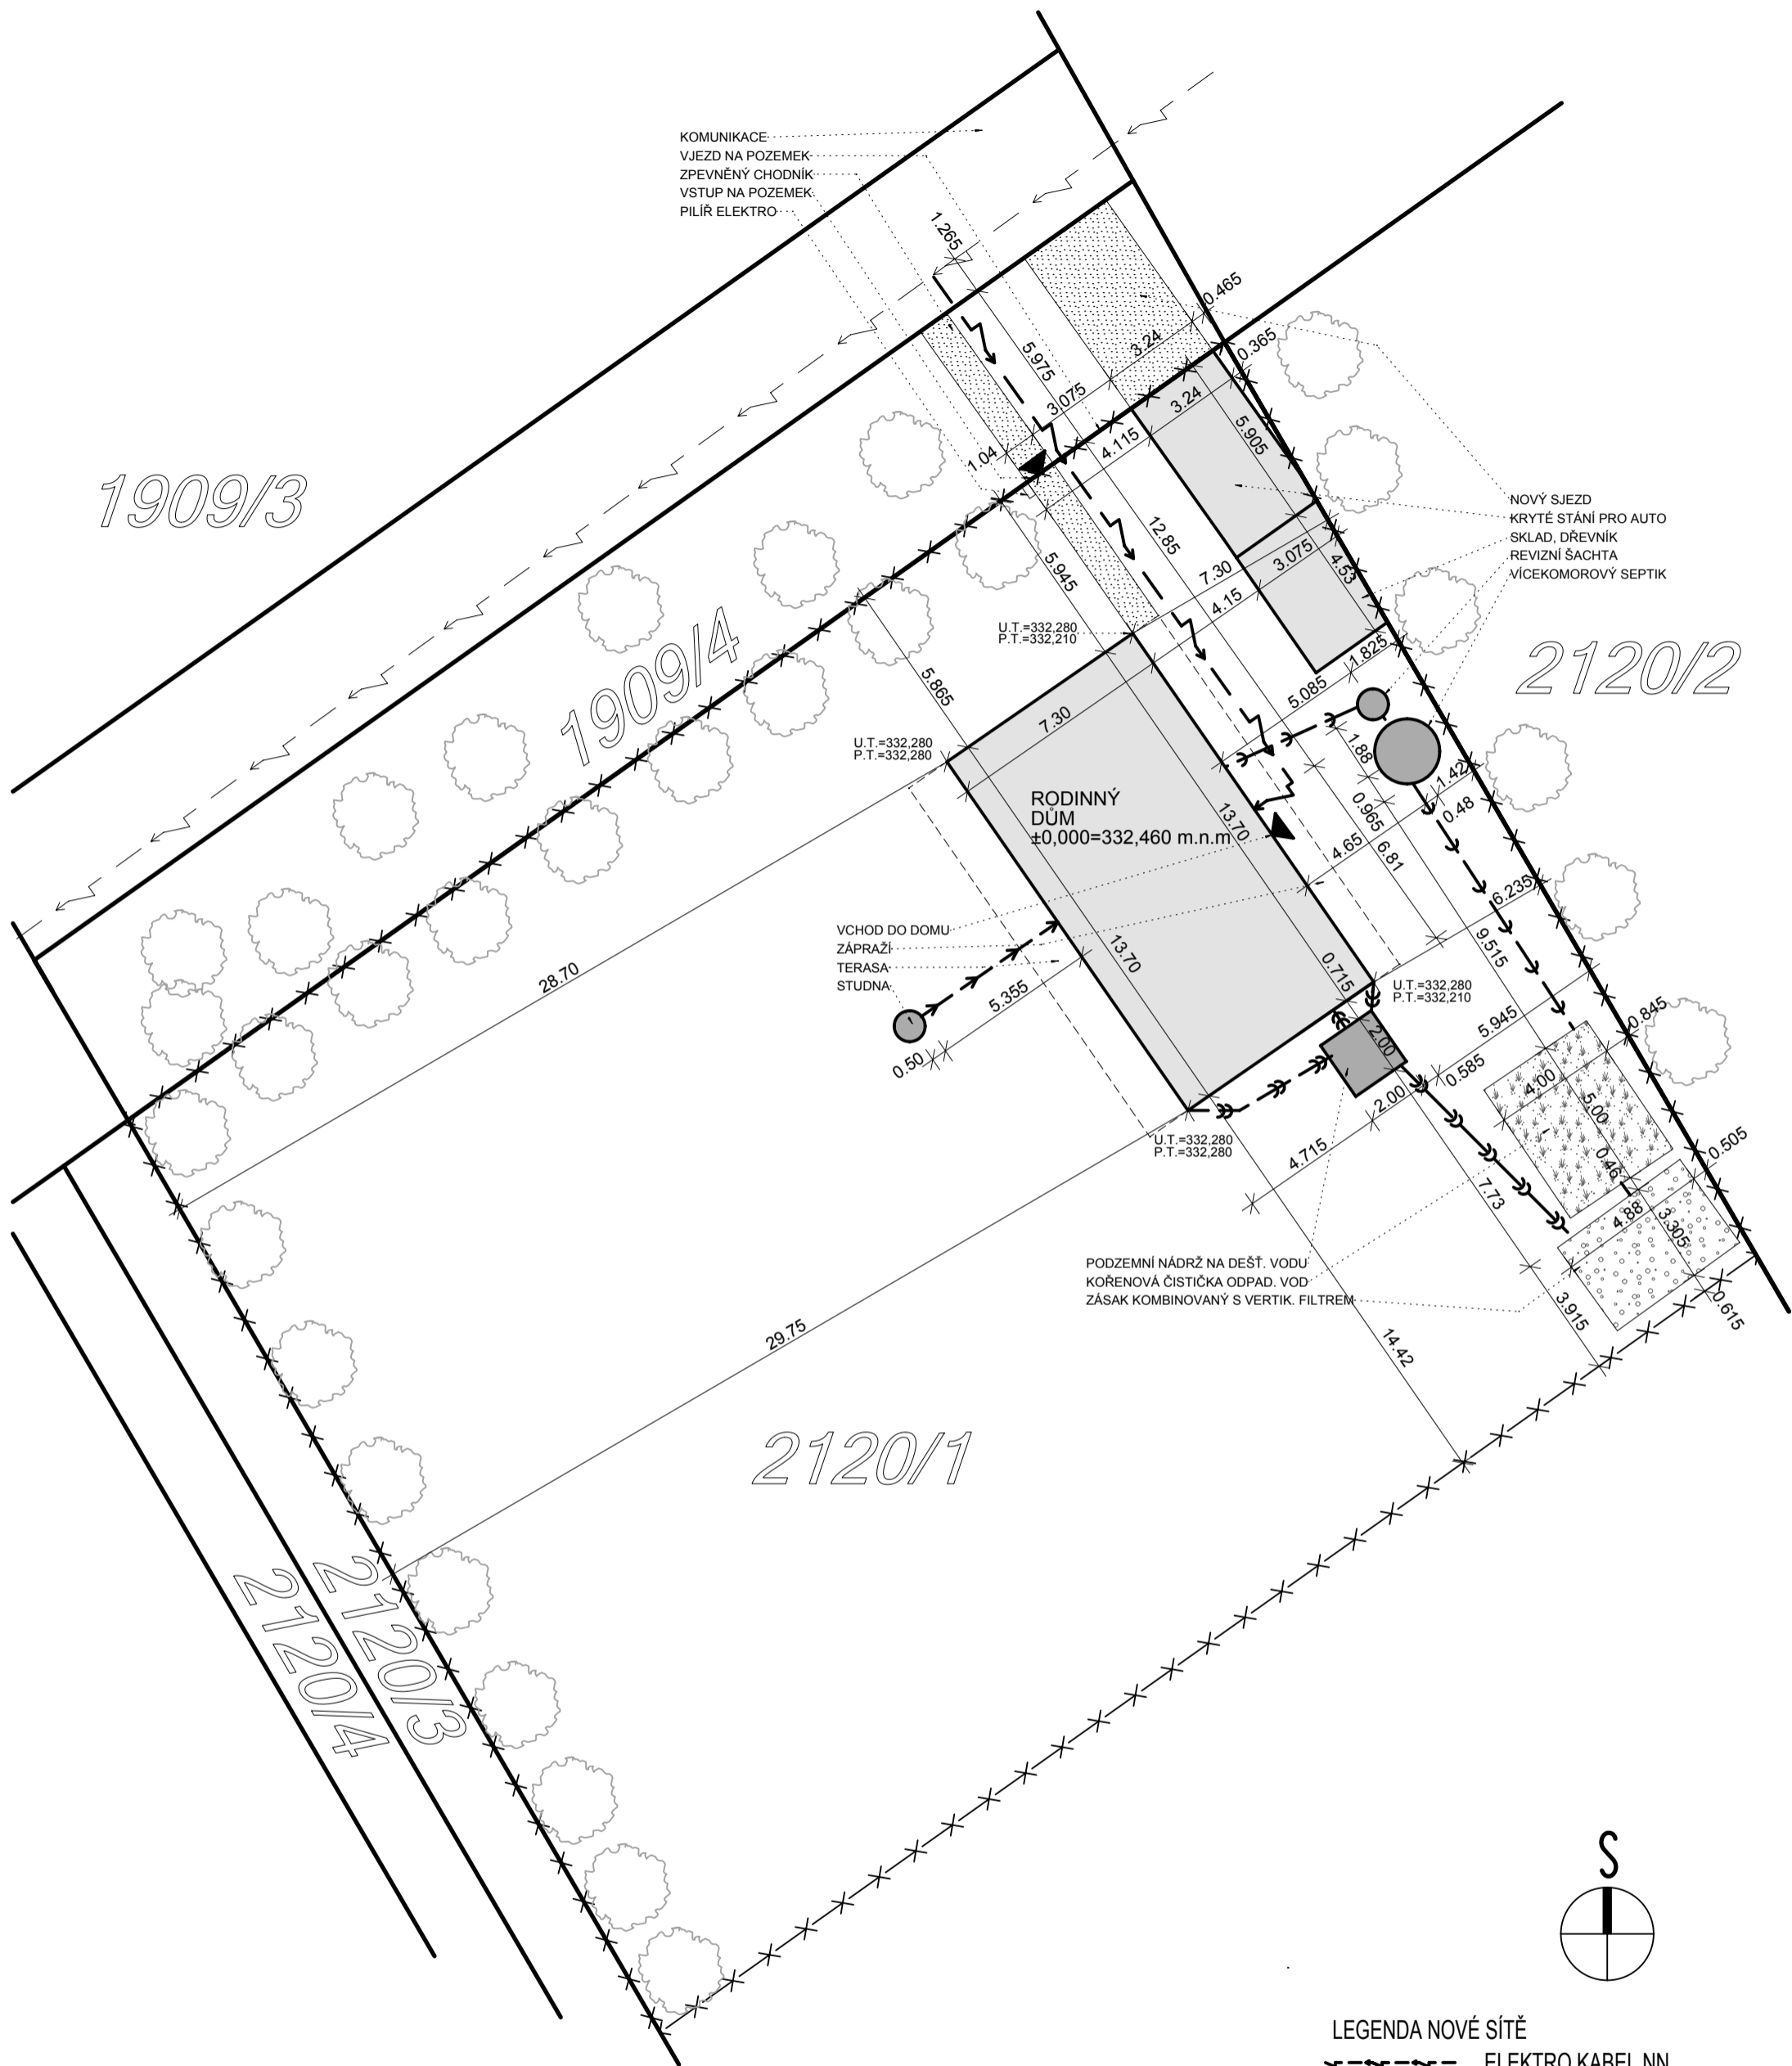 KOMUNIKACE
VJEZD NA POZEMEK
ZPEVNĚNÝ CHODNÍK
VSTUP NA POZEMEK
PILÍŘ ELEKTRO
1.265
0.465
5.975
3.24
0.365
3.075
3.24
1.04
4.115
5.905
1909/3
NOVÝ SJEZD
KRYTÉ STÁNÍ PRO AUTO
SKLAD, DŘEVNÍK
REVIZNÍ ŠACHTA
VÍCEKOMOROVÝ SEPTIK
12.85
5.945
7.30
3.075
4.53
4.15
U.T.=332,280
P.T.=332,210
1909/4
2120/2
5.865
1.825
5.085
7.30
U.T.=332,280
P.T.=332,280
1.88
1.42
RODINNÝ
DŮM
±0,000=332,460 m.n.m
13.70
0.965
0.48
4.65
6.81
6.235
VCHOD DO DOMU
ZÁPRAŽÍ
TERASA
STUDNA
28.70
13.70
9.515
0.715
U.T.=332,280
P.T.=332,210
5.355
0.50
5.945
0.845
2.00
0.585
4.00
2.00
5.00
U.T.=332,280
P.T.=332,280
4.715
0.46
0.505
7.73
4.88
3.305
PODZEMNÍ NÁDRŽ NA DEŠŤ. VODU
KOŘENOVÁ ČISTIČKA ODPAD. VOD
ZÁSAK KOMBINOVANÝ S VERTIK. FILTREM
3.915
0.615
29.75
14.42
2120/1
2120/3
2120/4
S
LEGENDA NOVÉ SÍTĚ
ELEKTRO KABEL NN